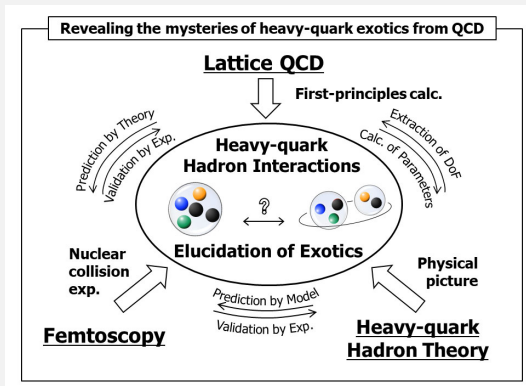 Revealing the mysteries of heavy-quark exotics from QCD
Lattice QCD
First-principles calc.
Prediction by Theory
Validation by Exp.
Extraction of DoF
Calc. of Parameters
Heavy-quark
Hadron Interactions
?
Elucidation of Exotics
Nuclear
collision
exp.
Physical
picture
Prediction by Model
Validation by Exp.
Femtoscopy
Heavy-quark
Hadron Theory